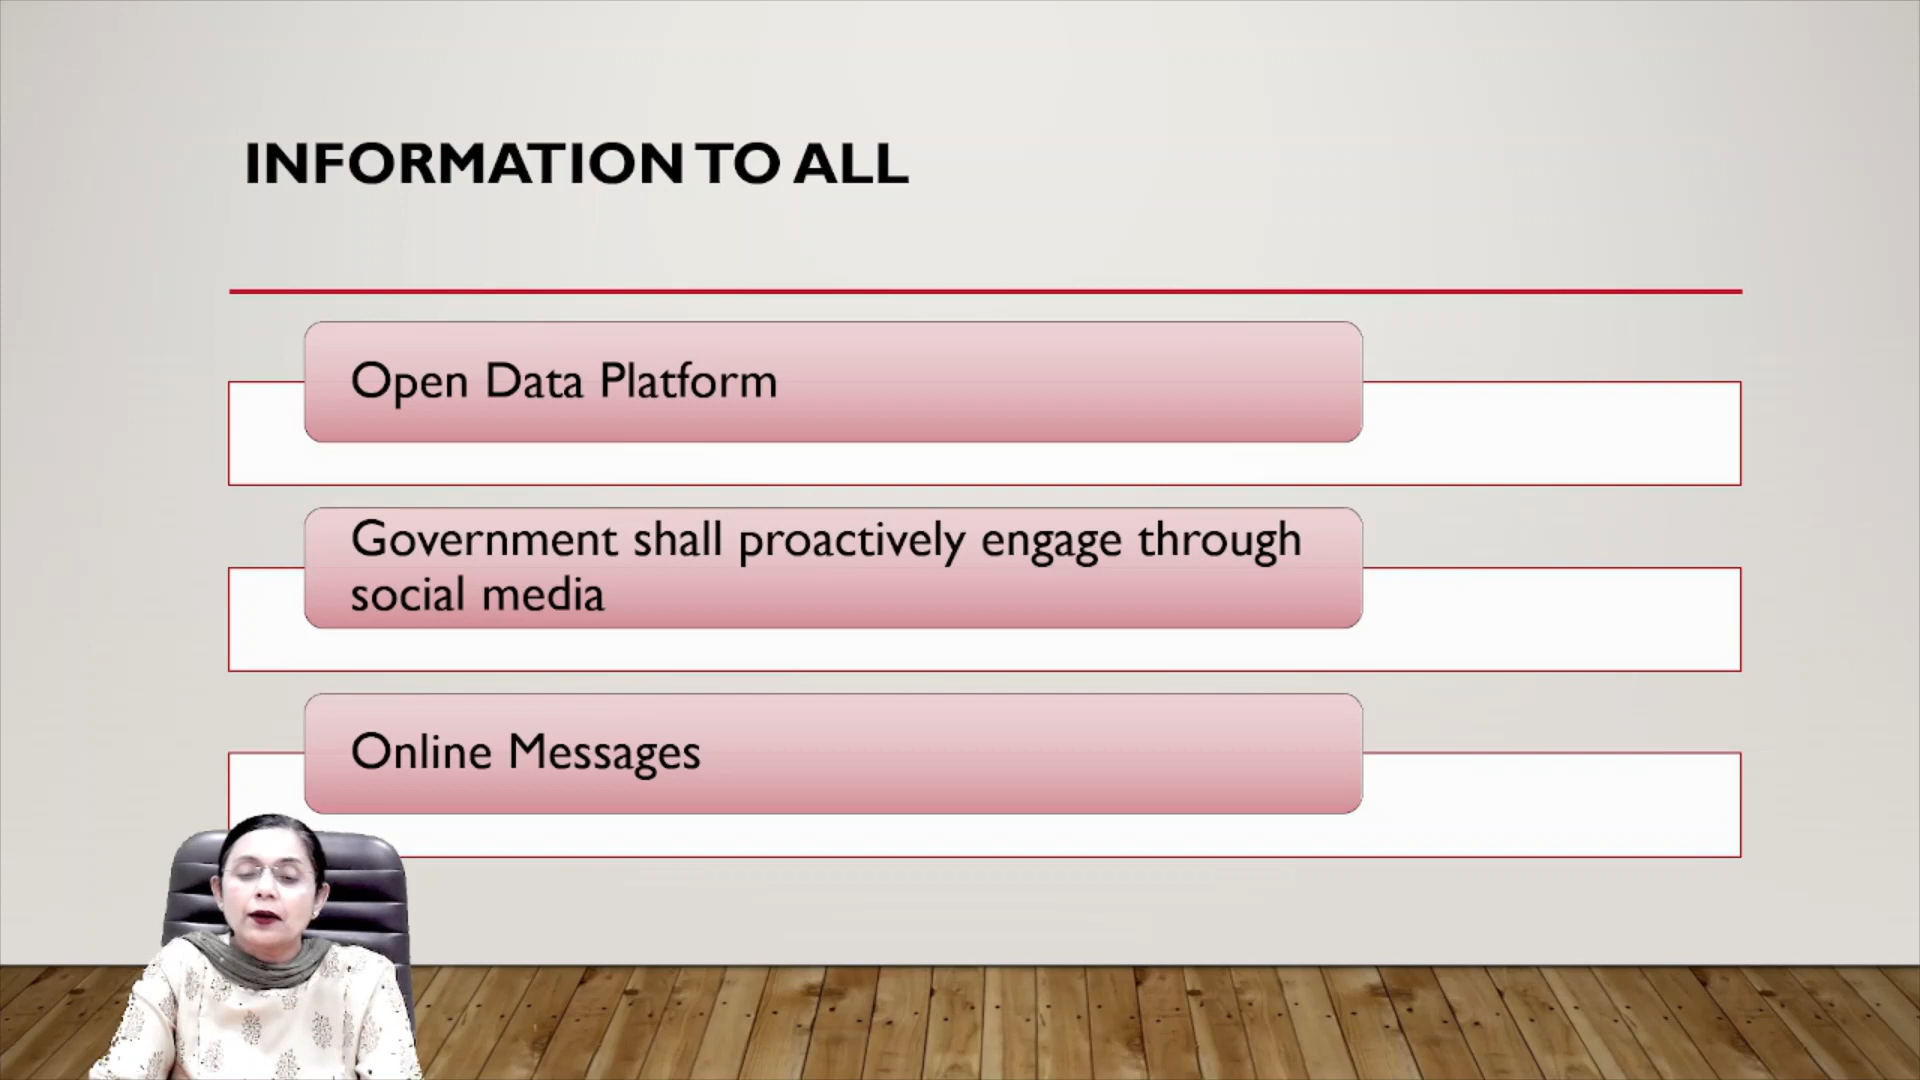 INFORMATION TO ALL
Open Data Platform
Government shall proactively engage through
social media
Online Messages